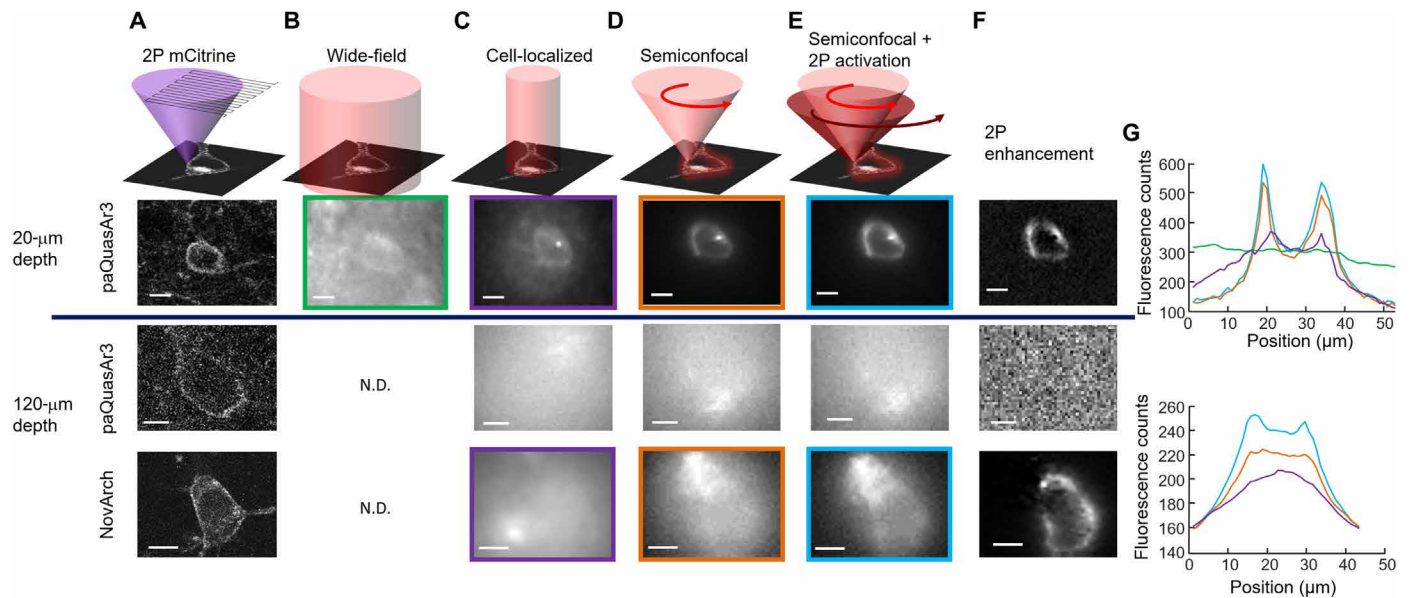 A
B
C
D
E
F
2P mCitrine
Wide-field
Cell-localized
Semiconfocal
Semiconfocal +
2P activation
2P
enhancement
G
20-μm
depth
paQuasAr3
120-μm
depth
paQuasAr3
N.D.
NovArch
N.D.
Fluorescence counts
600
500
400
300
200
100
0
10
20
30
40
50
Position (μm)
Fluorescence counts
260
240
220
200
180
160
140
0
10
20
30
40
50
Position (μm)